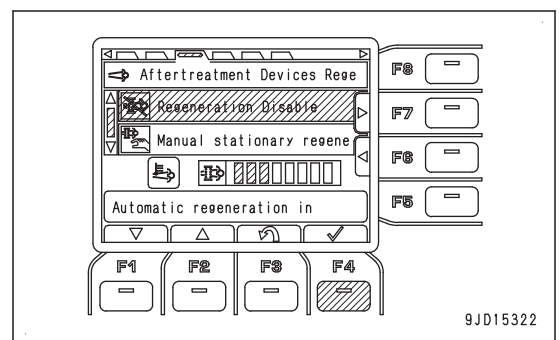 Aftertreatment Devices Rege
Regeneration Disable
Manual stationary regene
Automatic regeneration in
F8
F7
F6
F5
F1
F2
F3
F4
9JD15322